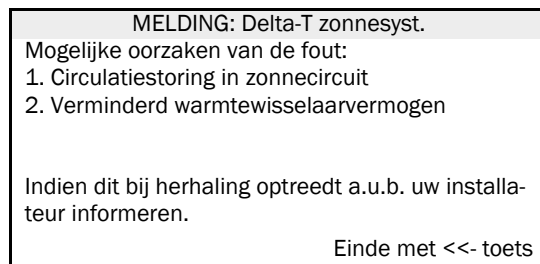 MELDING: Delta-T zonnesyst.
Mogelijke oorzaken van de fout:
1. Circulatiestoring in zonnecircuit
2. Verminderd warmtewisselaarvermogen
Indien dit bij herhaling optreedt a.u.b. uw installa-
teur informeren.
Einde met <<- toets